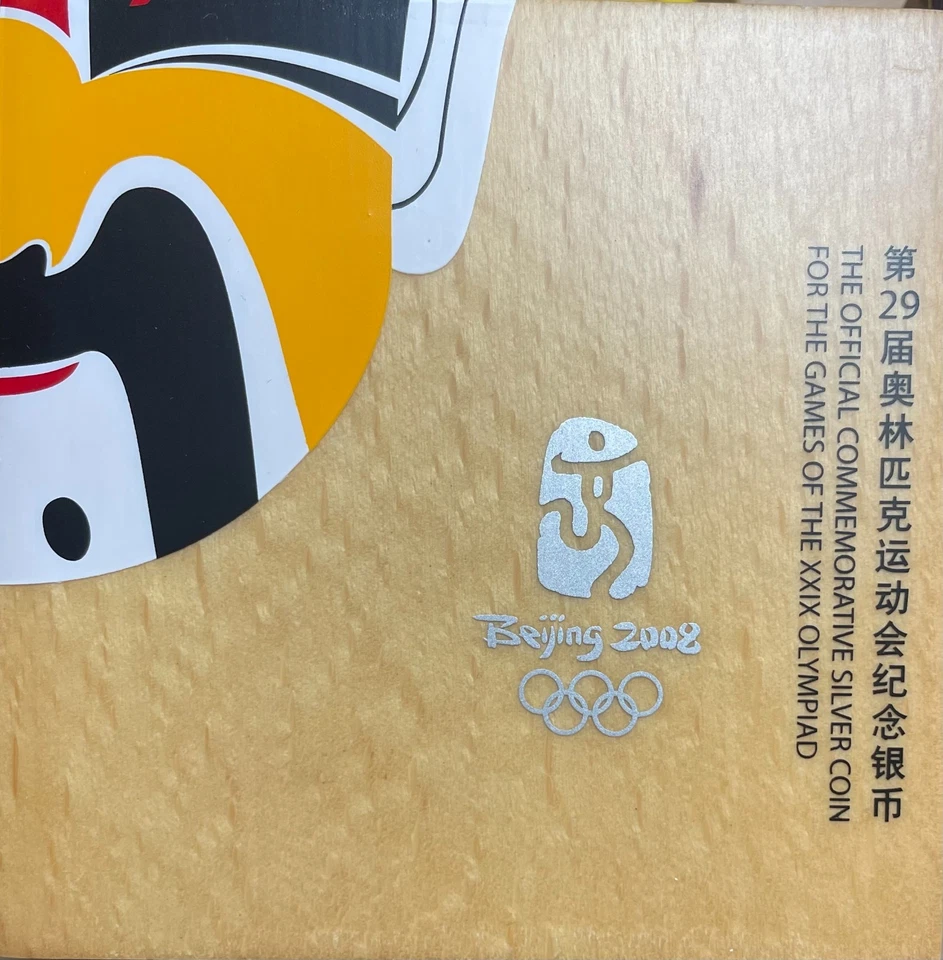 第29届奥林匹克运动会纪念银币
THE OFFICIAL COMMEMORATIVE SILVER COIN
FOR THE GAMES OF THE XXIX OLYMPIAD
Beijing 2008